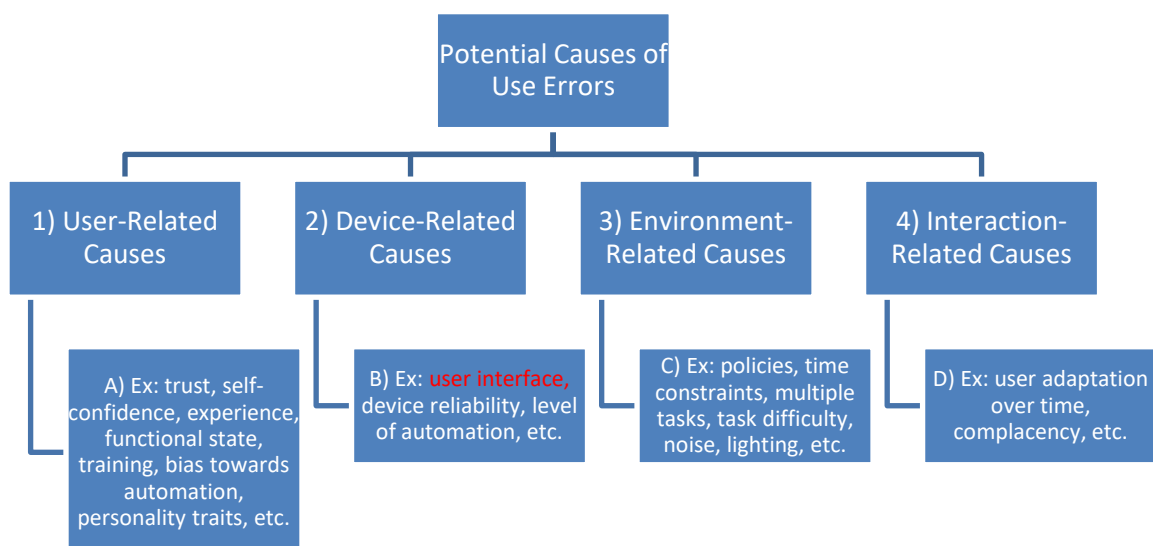 Potential Causes of
Use Errors
1) User-Related
Causes
2) Device-Related
Causes
3) Environment-
Related Causes
4) Interaction-
Related Causes
A) Ex: trust, self-
confidence, experience,
functional state,
training, bias towards
automation,
personality traits, etc.
B) Ex: user interface,
device reliability, level
of automation, etc.
C) Ex: policies, time
constraints, multiple
tasks, task difficulty,
noise, lighting, etc.
D) Ex: user adaptation
over time,
complacency, etc.